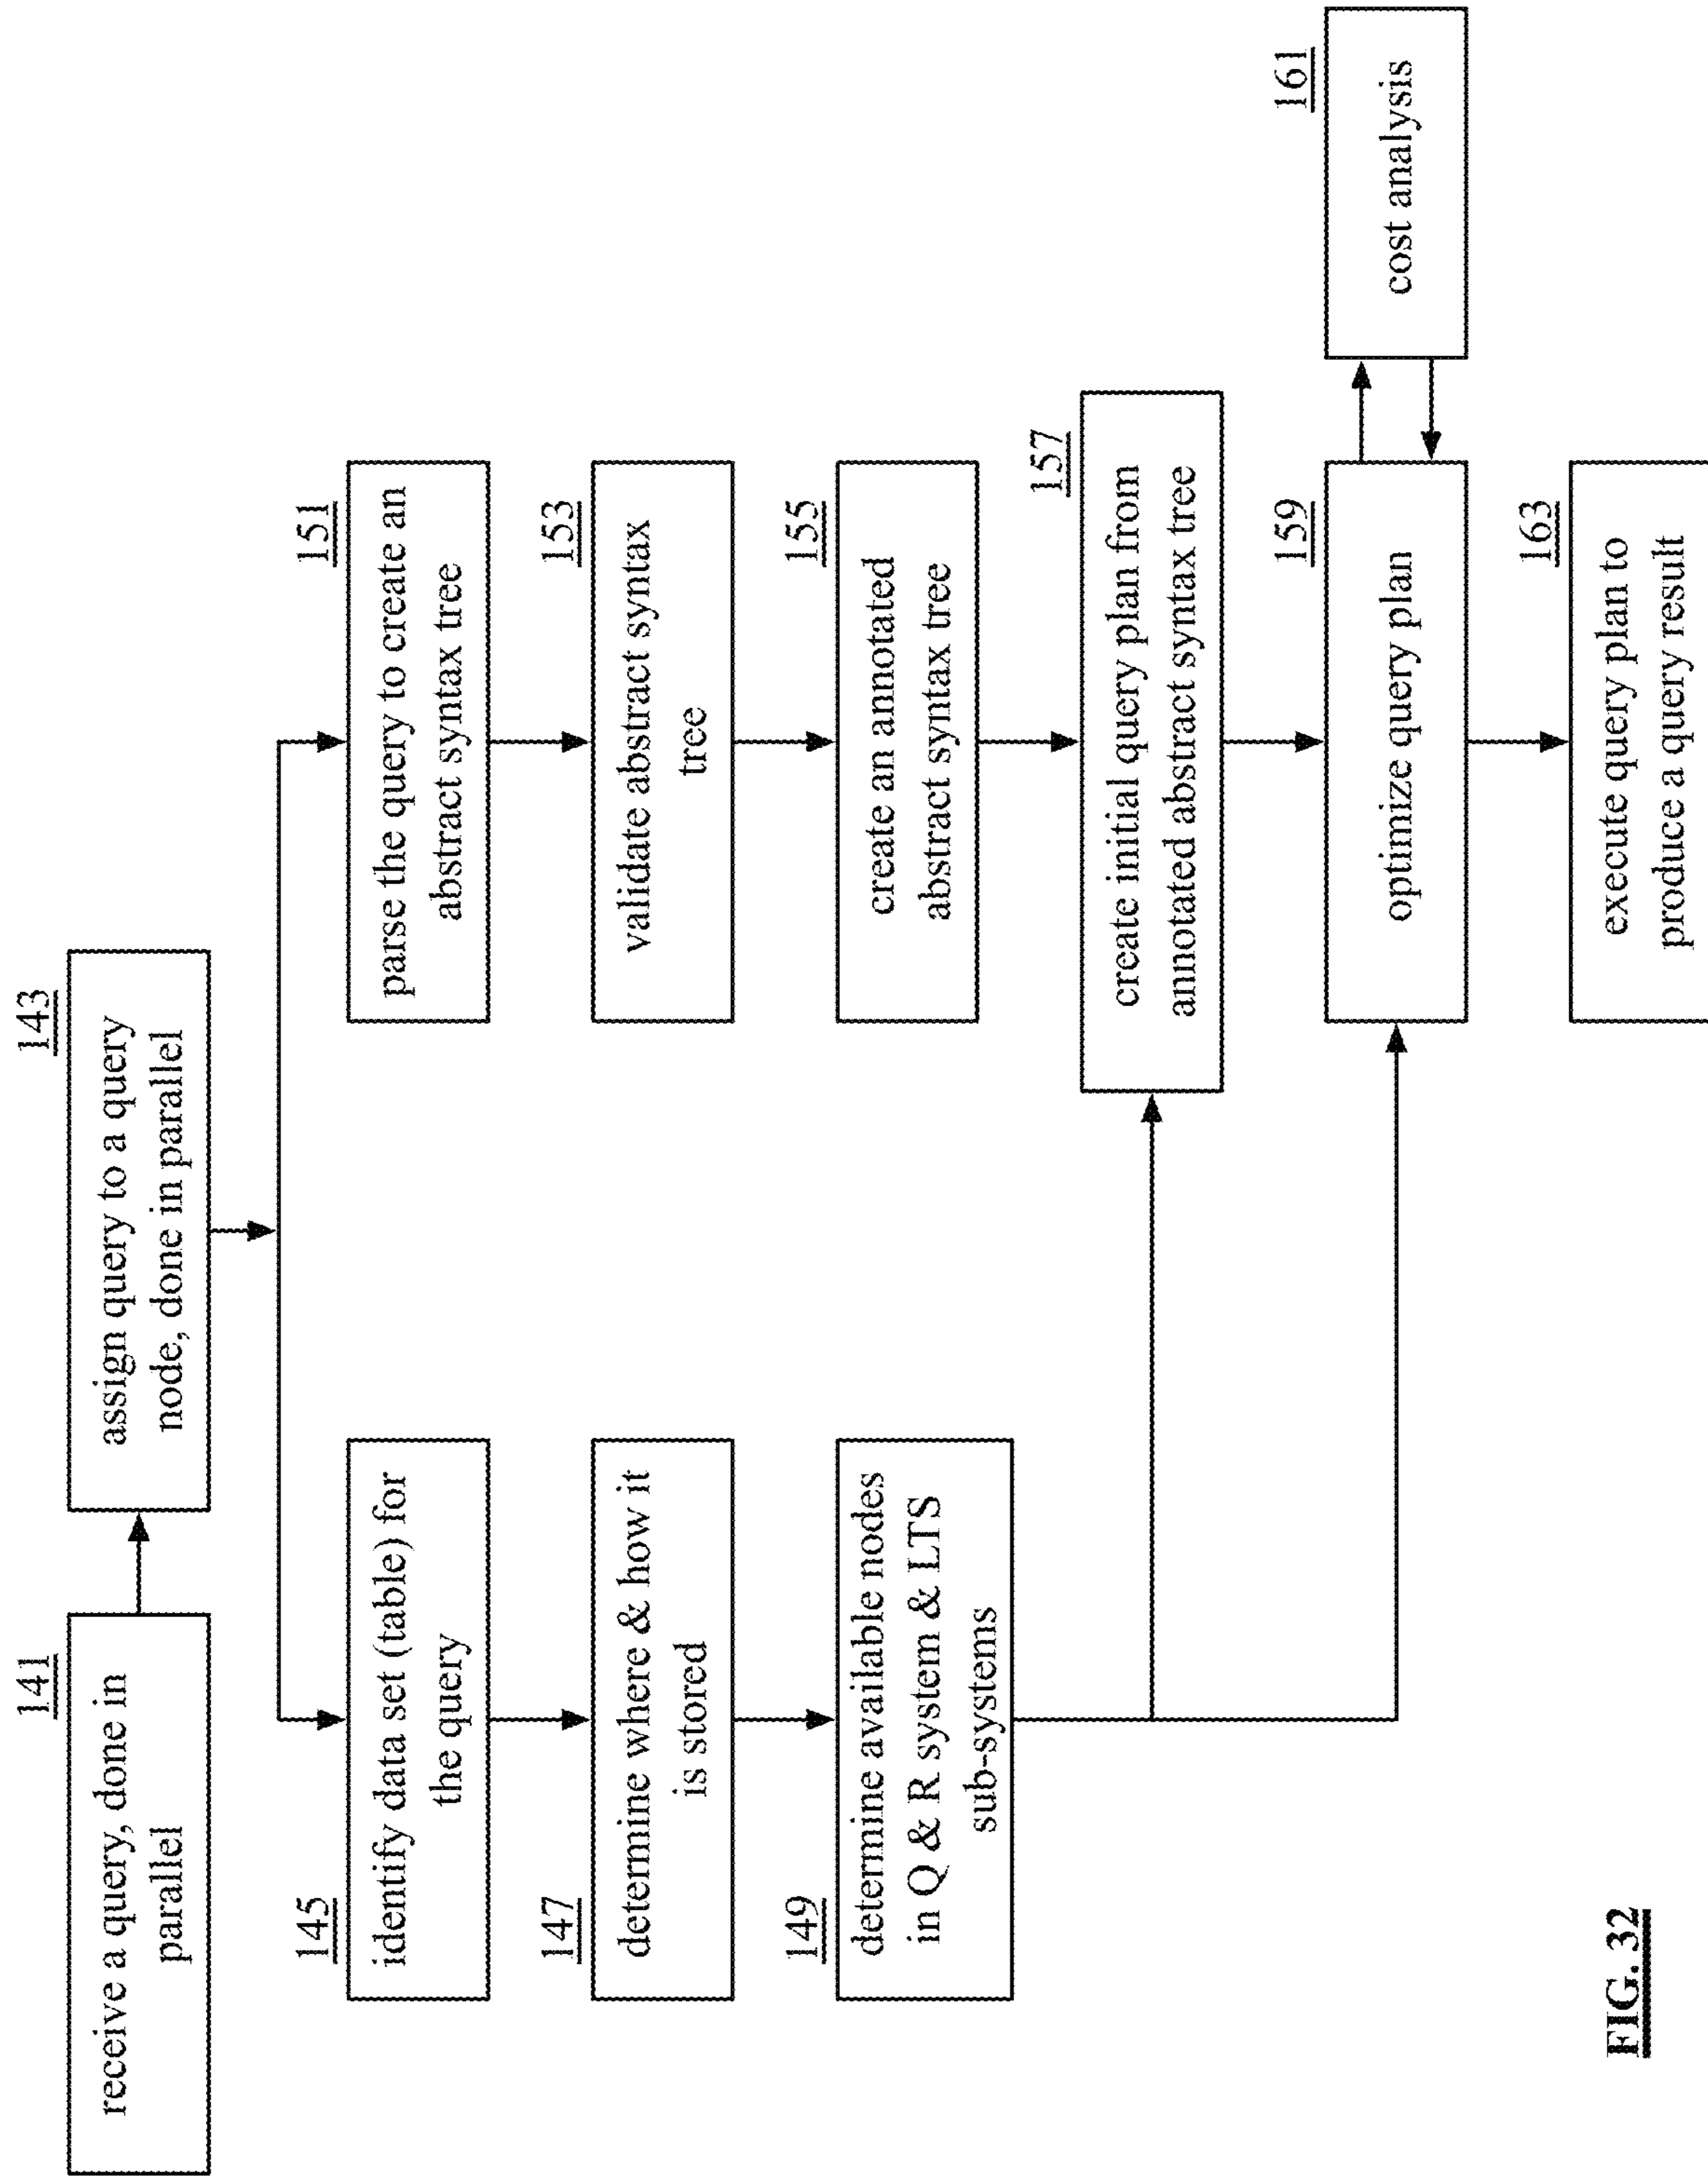 141
receive a query, done in
parallel
143
assign query to a query
node, done in parallel
145
identify data set (table) for
the query
147
determine where & how it
is stored
149
determine available nodes
in Q & R system & LTS
sub-systems
151
parse the query to create an
abstract syntax tree
153
validate abstract syntax
tree
155
create an annotated
abstract syntax tree
157
create initial query plan from
annotated abstract syntax tree
159
optimize query plan
161
cost analysis
163
execute query plan to
produce a query result
FIG. 32